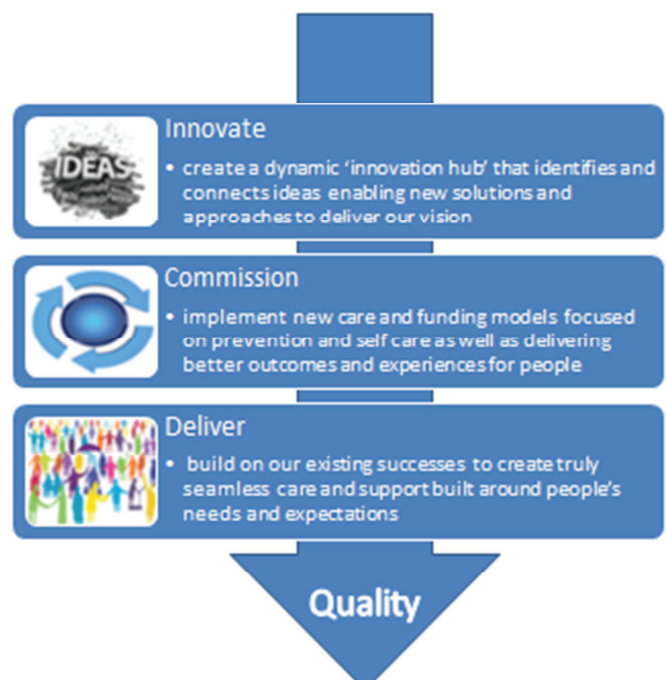 Innovate
IDEAS
• create a dynamic 'innovation hub' that identifies and
connects ideas enabling new solutions and
approaches to deliver our vision
Commission
• implement new care and funding models focused
on prevention and self care as well as delivering
better outcomes and experiences for people
Deliver
• build on our existing successes to create truly
seamless care and support built around people's
needs and expectations
Quality